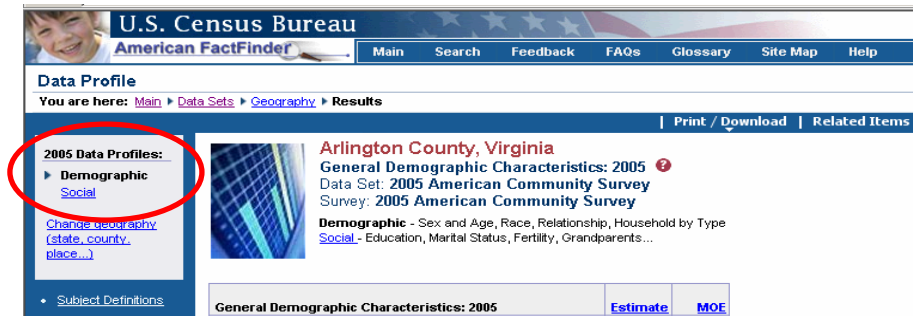 U.S. Census Bureau
American FactFinder
Main Search Feedback FAQs Glossary Site Map Help
Data Profile
You are here: Main ▶ Data Sets ▶ Geography ▶ Results
| Print / Download | Related Items
2005 Data Profiles:
▶ Demographic
Social
Change geography
(state, county,
place...)
• Subject Definitions
Arlington County, Virginia
General Demographic Characteristics: 2005 ?
Data Set: 2005 American Community Survey
Survey: 2005 American Community Survey
Demographic - Sex and Age, Race, Relationship, Household by Type
Social - Education, Marital Status, Fertility, Grandparents...
General Demographic Characteristics: 2005 Estimate MOE